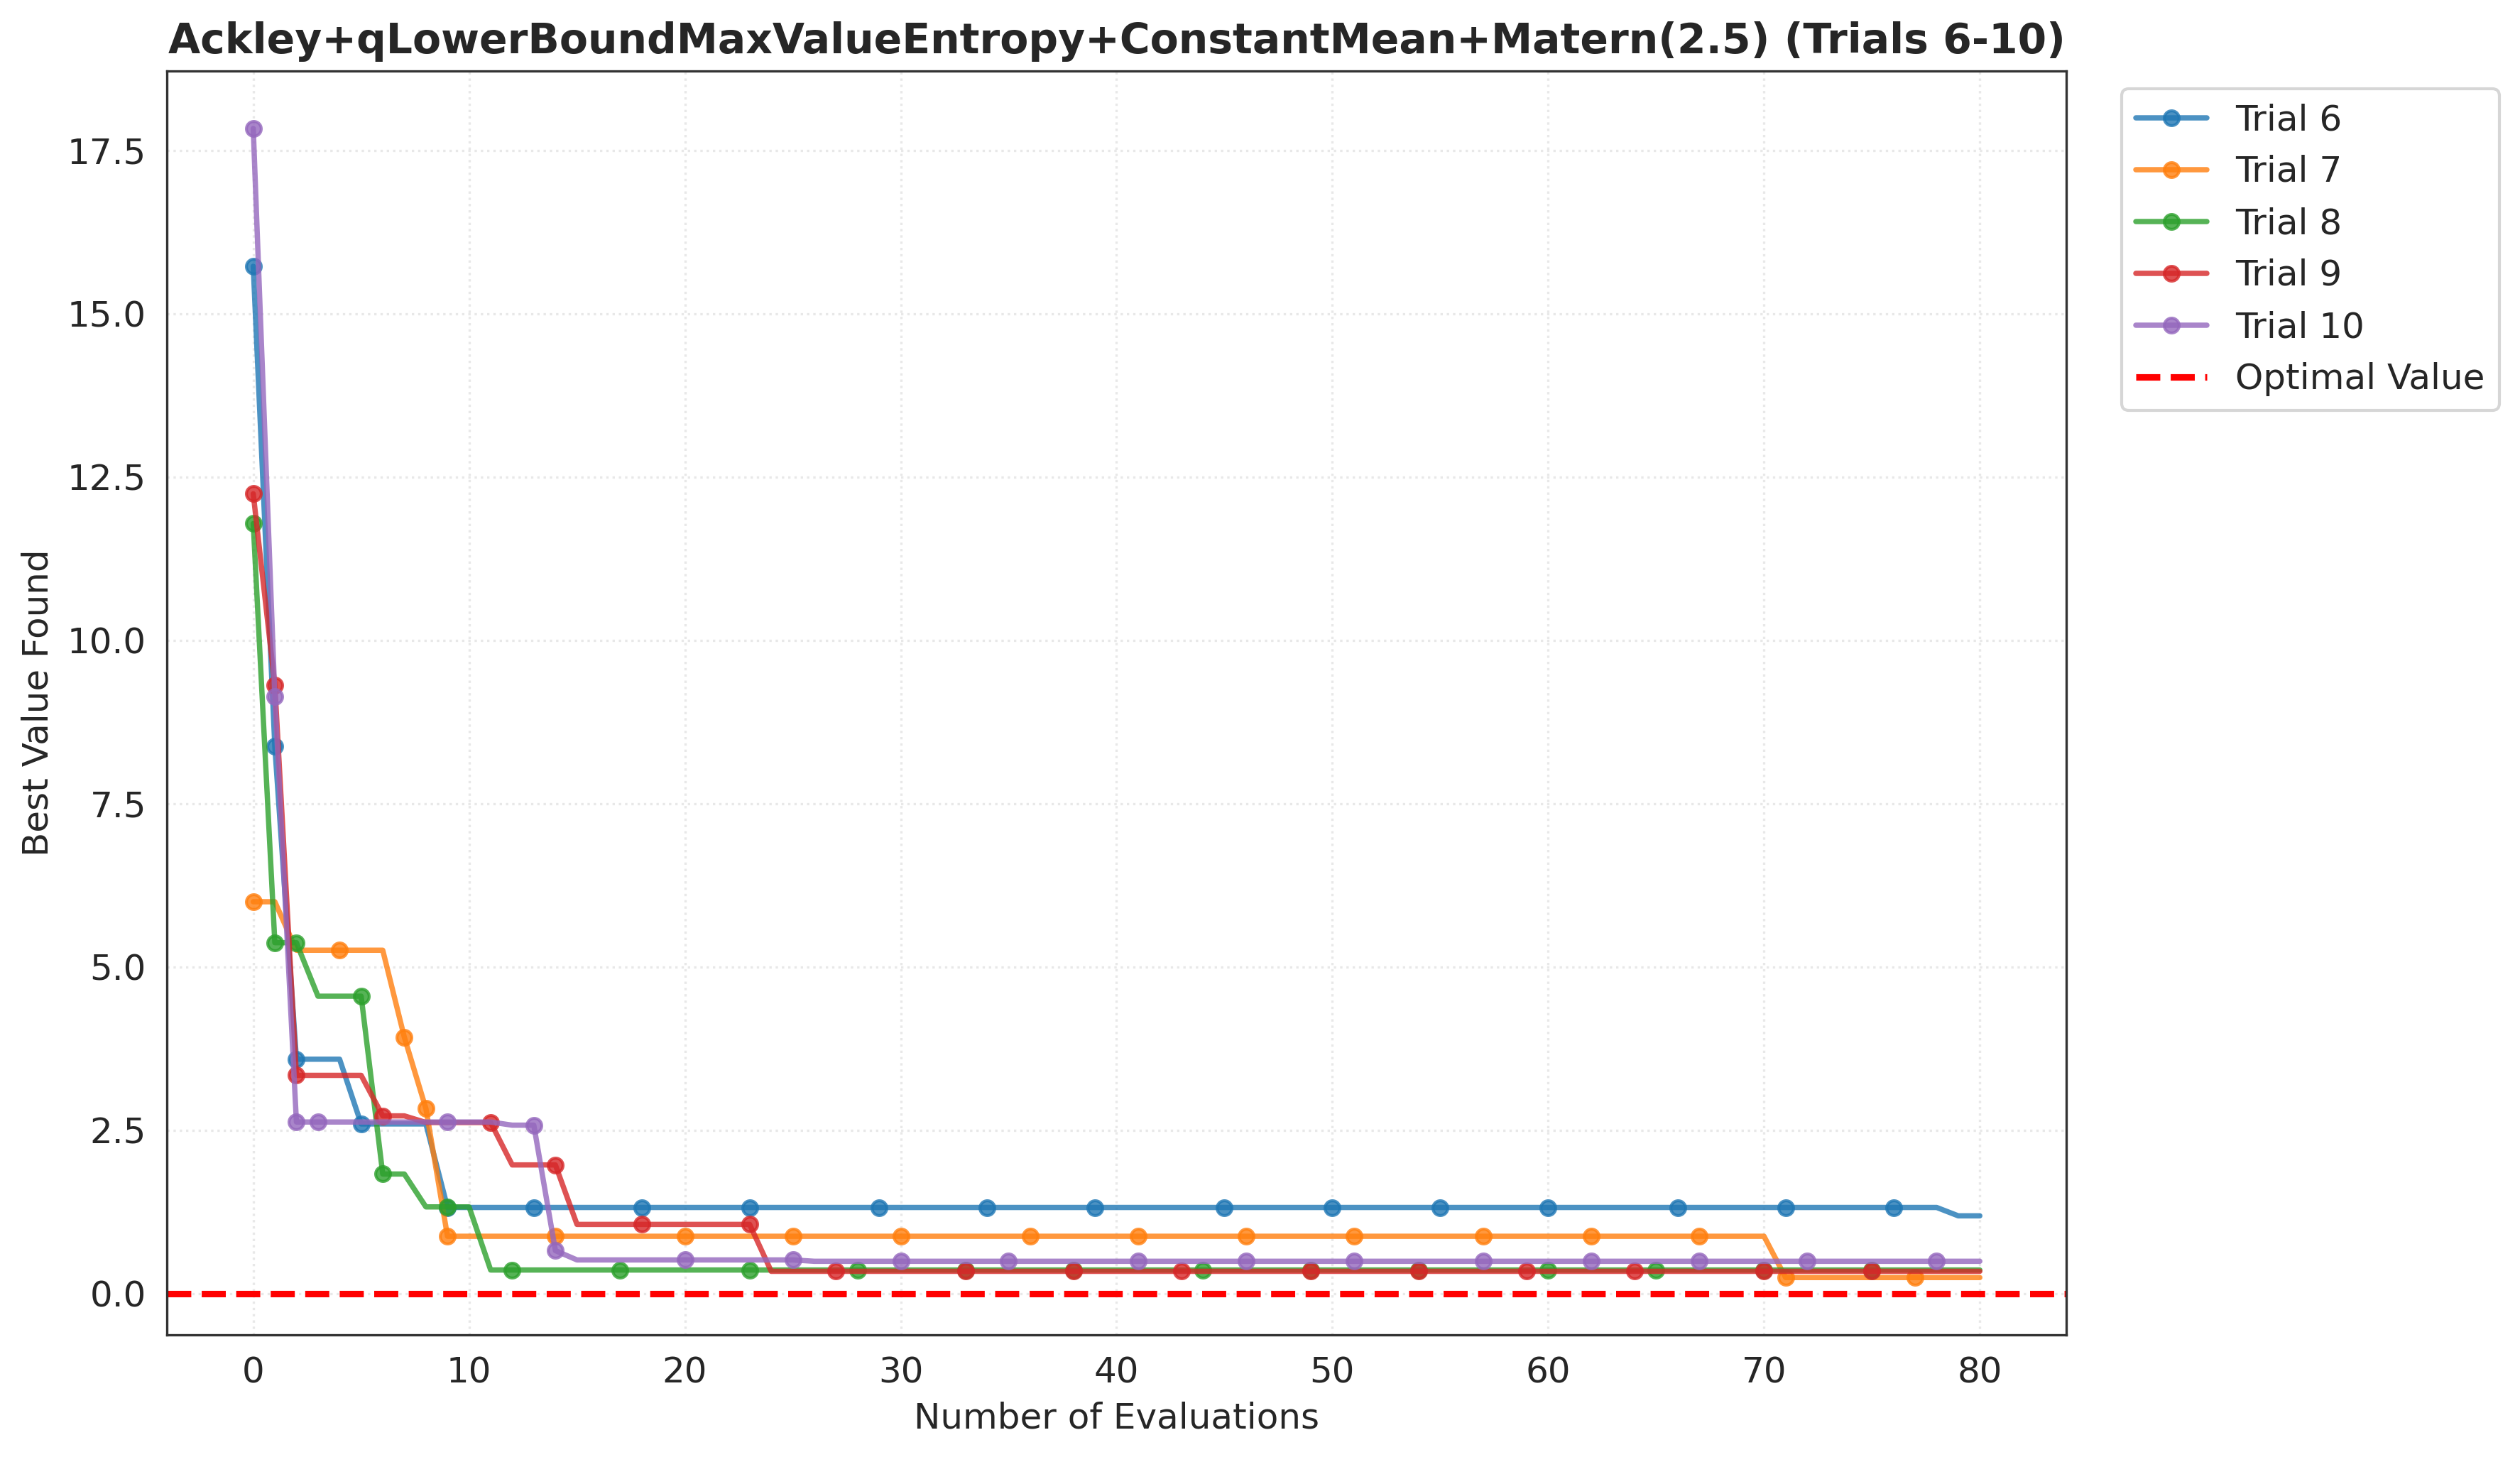 Ackley+qLowerBoundMaxValueEntropy+ConstantMean+Matern(2.5) (Trials 6-10)
Best Value Found
17.5
15.0
12.5
10.0
7.5
5.0
2.5
0.0
0 10 20 30 40 50 60 70 80
Number of Evaluations
Trial 6
Trial 7
Trial 8
Trial 9
Trial 10
Optimal Value